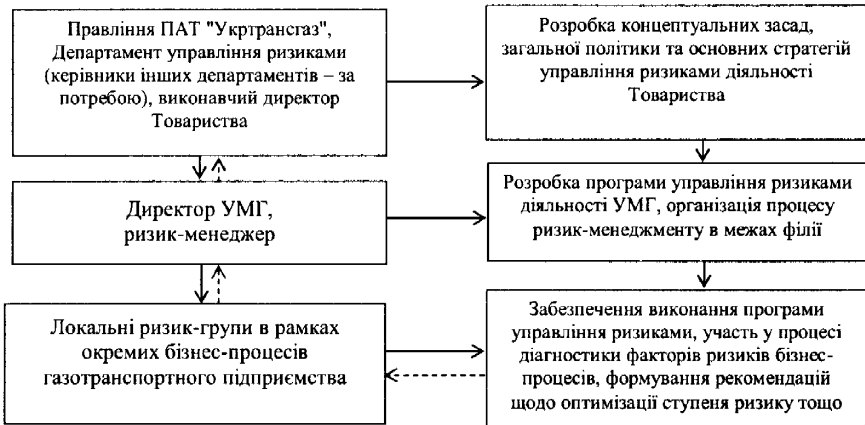 Правління ПАТ "Укртрансгаз",
Департамент управління ризиками
(керівники інших департаментів – за
потребою), виконавчий директор
Товариства
Розробка концептуальних засад,
загальної політики та основних стратегій
управління ризиками діяльності
Товариства
Директор УМГ,
ризик-менеджер
Розробка програми управління ризиками
діяльності УМГ, організація процесу
ризик-менеджменту в межах філії
Локальні ризик-групи в рамках
окремих бізнес-процесів
газотранспортного підприємства
Забезпечення виконання програми
управління ризиками, участь у процесі
діагностики факторів ризиків бізнес-
процесів, формування рекомендацій
щодо оптимізації ступеня ризику тощо